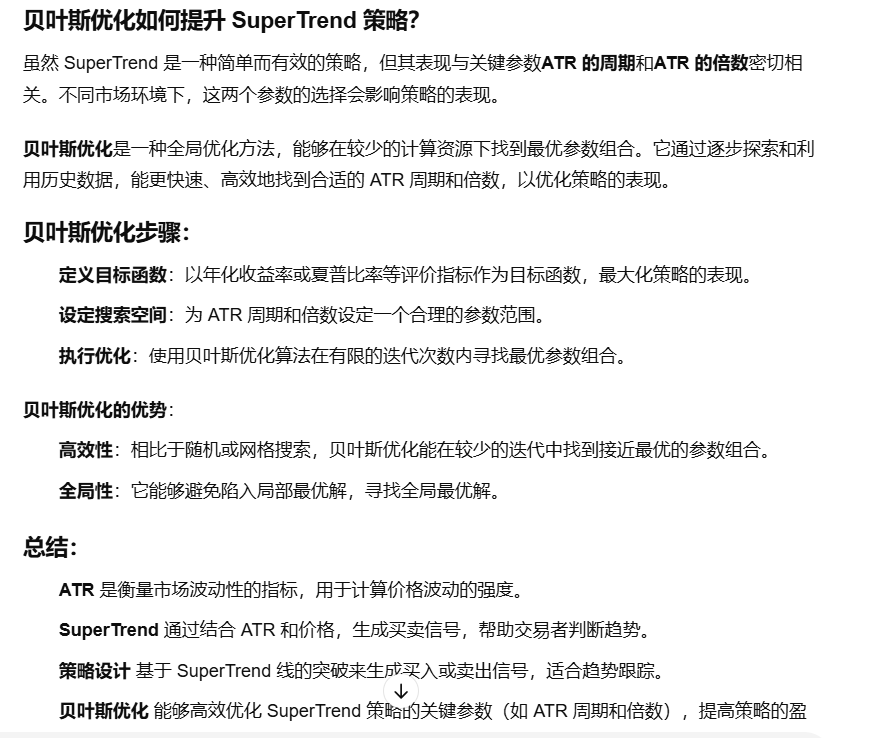 贝叶斯优化如何提升 SuperTrend 策略？
虽然 SuperTrend 是一种简单而有效的策略，但其表现与关键参数ATR 的周期和ATR 的倍数密切相
关。不同市场环境下，这两个参数的选择会影响策略的表现。
贝叶斯优化是一种全局优化方法，能够在较少的计算资源下找到最优参数组合。它通过逐步探索和利
用历史数据，能更快速、高效地找到合适的 ATR 周期和倍数，以优化策略的表现。
贝叶斯优化步骤：
定义目标函数：以年化收益率或夏普比率等评价指标作为目标函数，最大化策略的表现。
设定搜索空间：为 ATR 周期和倍数设定一个合理的参数范围。
执行优化：使用贝叶斯优化算法在有限的迭代次数内寻找最优参数组合。
贝叶斯优化的优势：
高效性：相比于随机或网格搜索，贝叶斯优化能在较少的迭代中找到接近最优的参数组合。
全局性：它能够避免陷入局部最优解，寻找全局最优解。
总结：
ATR 是衡量市场波动性的指标，用于计算价格波动的强度。
SuperTrend 通过结合 ATR 和价格，生成买卖信号，帮助交易者判断趋势。
策略设计 基于 SuperTrend 线的突破来生成买入或卖出信号，适合趋势跟踪。
贝叶斯优化 能够高效优化 SuperTrend 策略的关键参数（如 ATR 周期和倍数），提高策略的盈